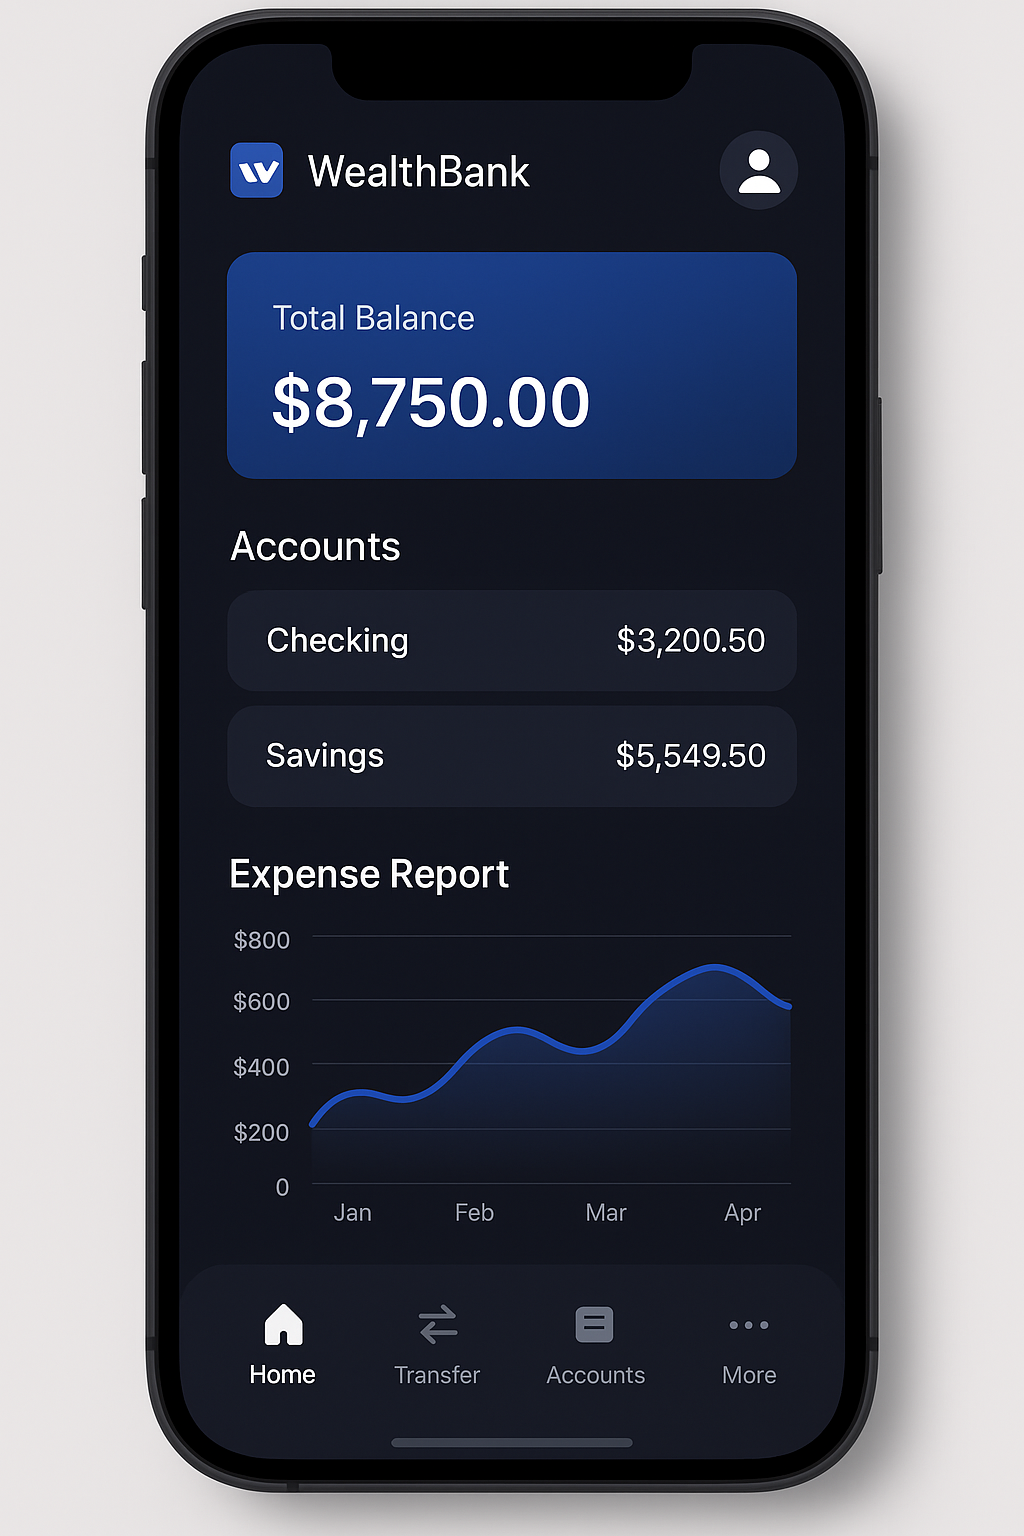 WealthBank
Total Balance
$8,750.00
Accounts
Checking $3,200.50
Savings $5,549.50
Expense Report
$800
$600
$400
$200
0
Jan Feb Mar Apr
Home Transfer Accounts More